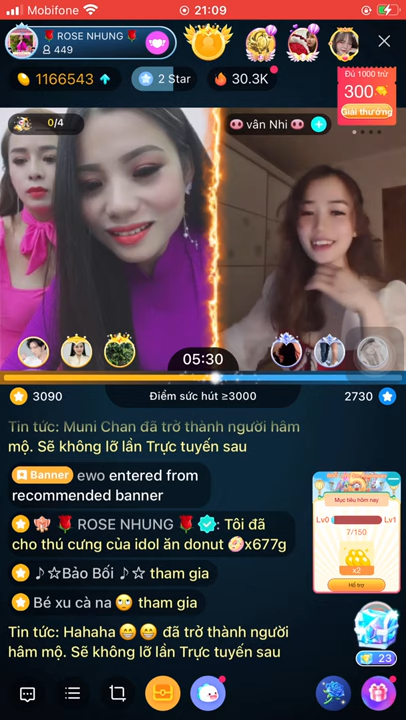 Mobifone 21:09
🌹 ROSE NHUNG 🌹
449
1166543 2 Star 30.3K
Đủ 1000 trừ
300
Giải thưởng
0/4
vân Nhi
05:30
3090 Điểm sức hút ≥3000 2730
Tin tức: Muni Chan đã trở thành người hâm
mộ. Sẽ không lỡ lần Trực tuyến sau
Banner ewo entered from
recommended banner
🌹 ROSE NHUNG 🌹: Tôi đã
cho thú cưng của idol ăn donut 🍩x677g
♪☆Bảo Bối ♪☆ tham gia
Bé xu cà na 🙄 tham gia
Tin tức: Hahaha 😁😁 đã trở thành người
hâm mộ. Sẽ không lỡ lần Trực tuyến sau
Mục tiêu hôm nay
Lv0 Lv1
7/150
x2
Hỗ trợ
23